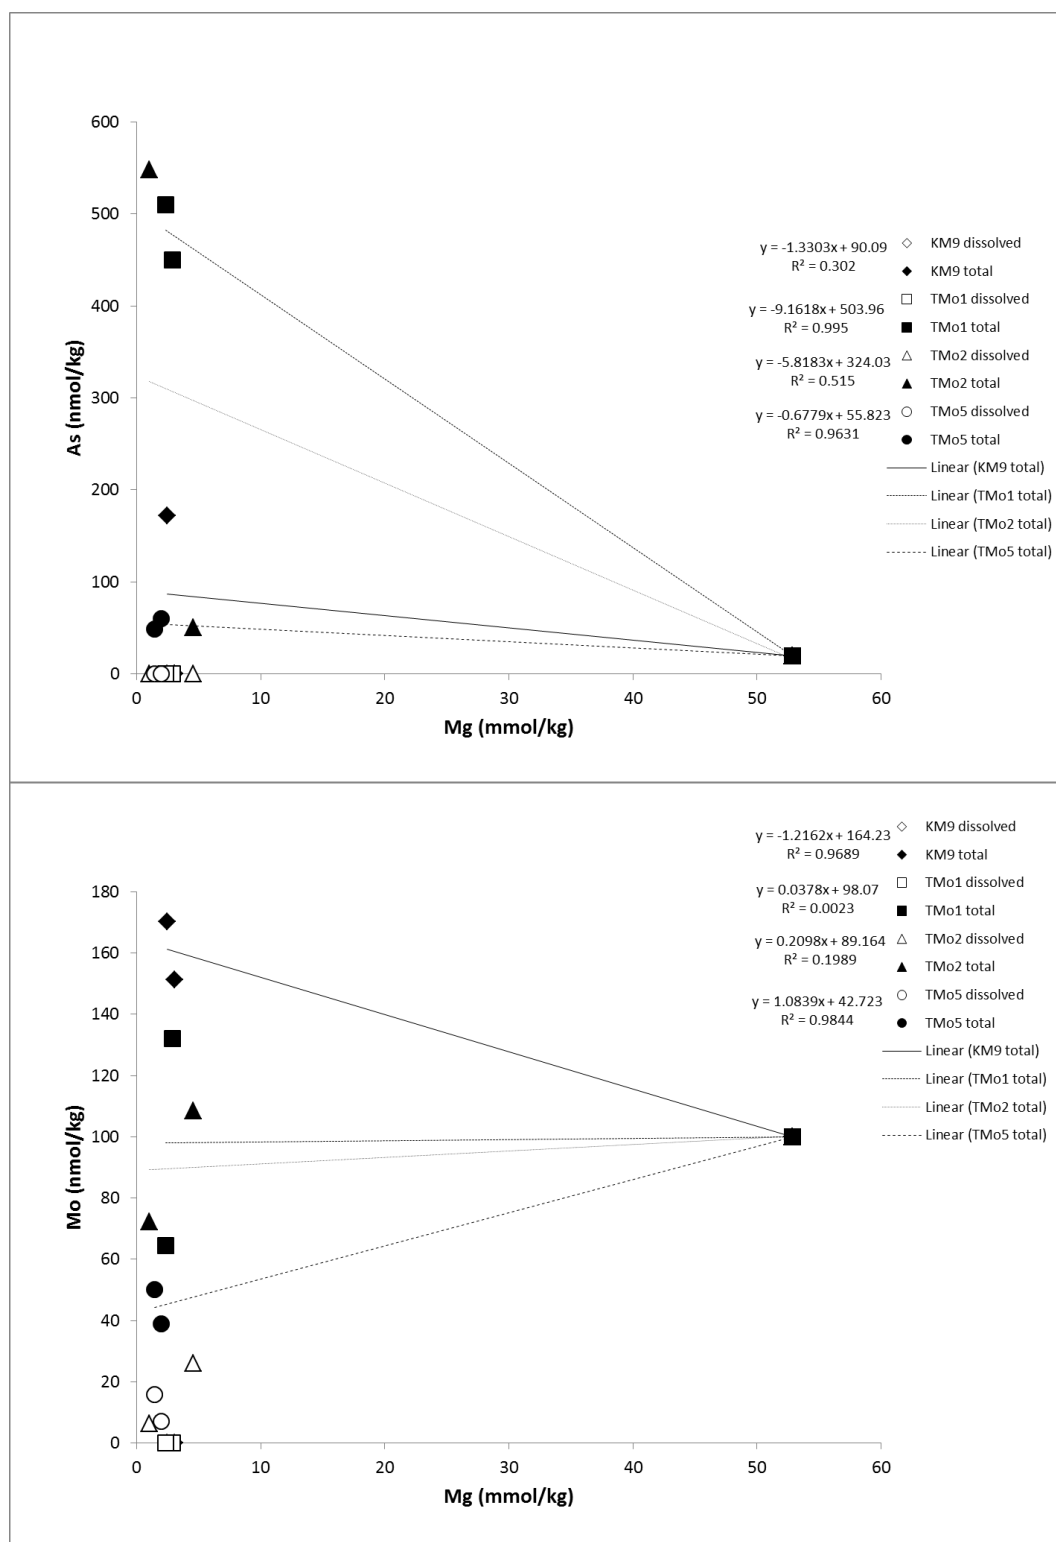 600
500
400
300
200
100
0
As (nmol/kg)
0 10 20 30 40 50 60
Mg (mmol/kg)
y = -1.3303x + 90.09
R² = 0.302
y = -9.1618x + 503.96
R² = 0.995
y = -5.8183x + 324.03
R² = 0.515
y = -0.6779x + 55.823
R² = 0.9631
KM9 dissolved
KM9 total
TMo1 dissolved
TMo1 total
TMo2 dissolved
TMo2 total
TMo5 dissolved
TMo5 total
Linear (KM9 total)
Linear (TMo1 total)
Linear (TMo2 total)
Linear (TMo5 total)
180
160
140
120
100
80
60
40
20
0
Mo (nmol/kg)
0 10 20 30 40 50 60
Mg (mmol/kg)
y = -1.2162x + 164.23
R² = 0.9689
y = 0.0378x + 98.07
R² = 0.0023
y = 0.2098x + 89.164
R² = 0.1989
y = 1.0839x + 42.723
R² = 0.9844
KM9 dissolved
KM9 total
TMo1 dissolved
TMo1 total
TMo2 dissolved
TMo2 total
TMo5 dissolved
TMo5 total
Linear (KM9 total)
Linear (TMo1 total)
Linear (TMo2 total)
Linear (TMo5 total)